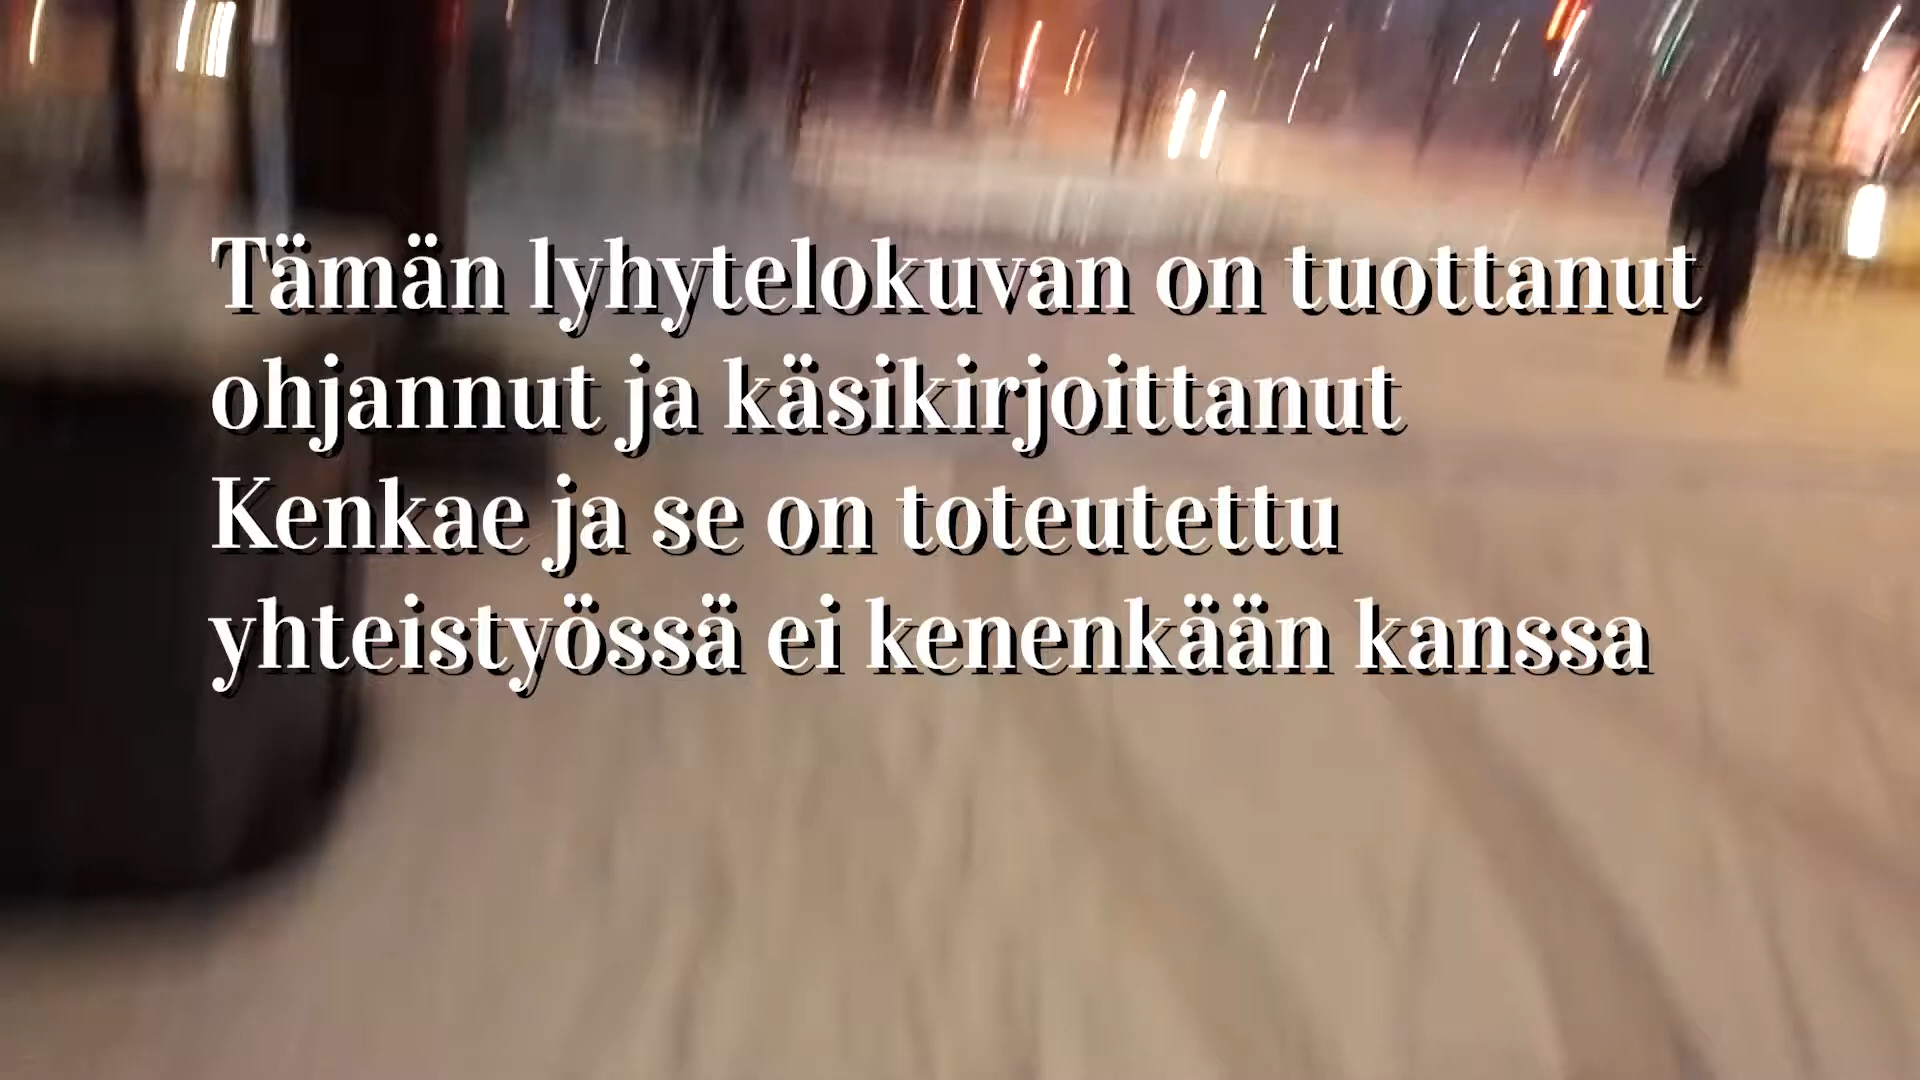 Tämän lyhytelokuvan on tuottanut
ohjannut ja käsikirjoittanut
Kenkae ja se on toteutettu
yhteistyössä ei kenenkään kanssa